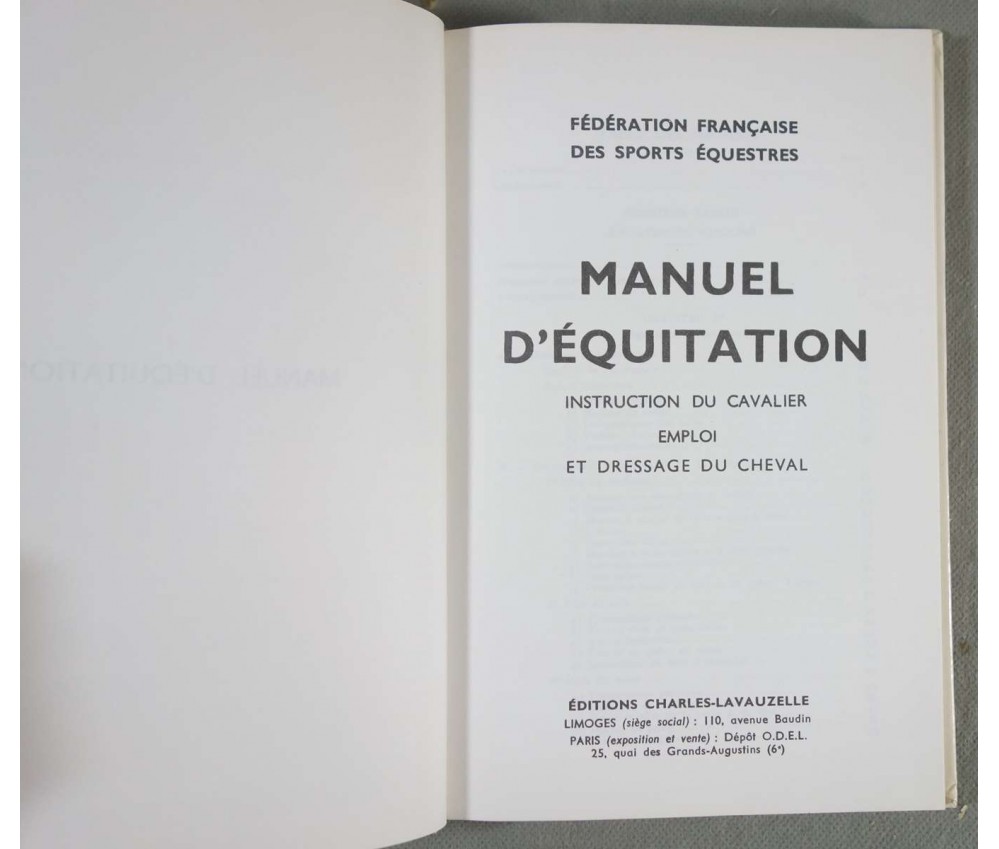 FÉDÉRATION FRANÇAISE
DES SPORTS ÉQUESTRES
MANUEL
D'ÉQUITATION
INSTRUCTION DU CAVALIER
EMPLOI
ET DRESSAGE DU CHEVAL
ÉDITIONS CHARLES-LAVAUZELLE
LIMOGES (siège social) : 110, avenue Baudin
PARIS (exposition et vente) : Dépôt O.D.E.L.
25, quai des Grands-Augustins (6ᵉ)